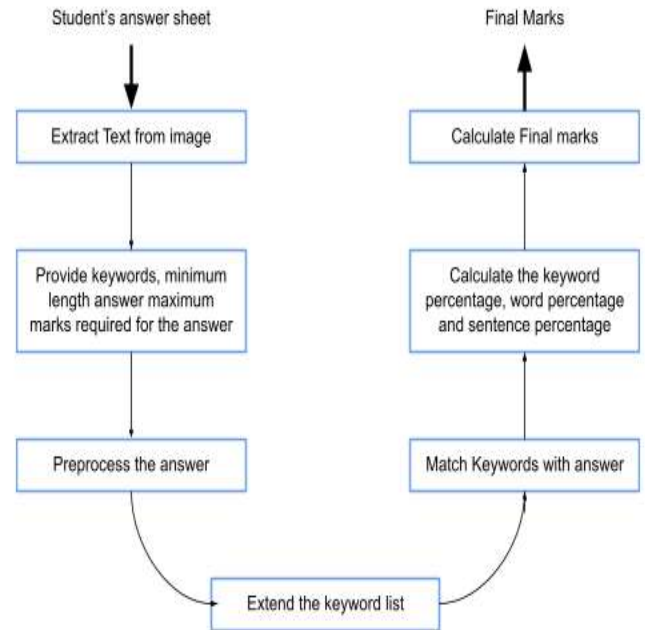 Student's answer sheet
Extract Text from image
Provide keywords, minimum
length answer maximum
marks required for the answer
Preprocess the answer
Extend the keyword list
Match Keywords with answer
Calculate the keyword
percentage, word percentage
and sentence percentage
Calculate Final marks
Final Marks